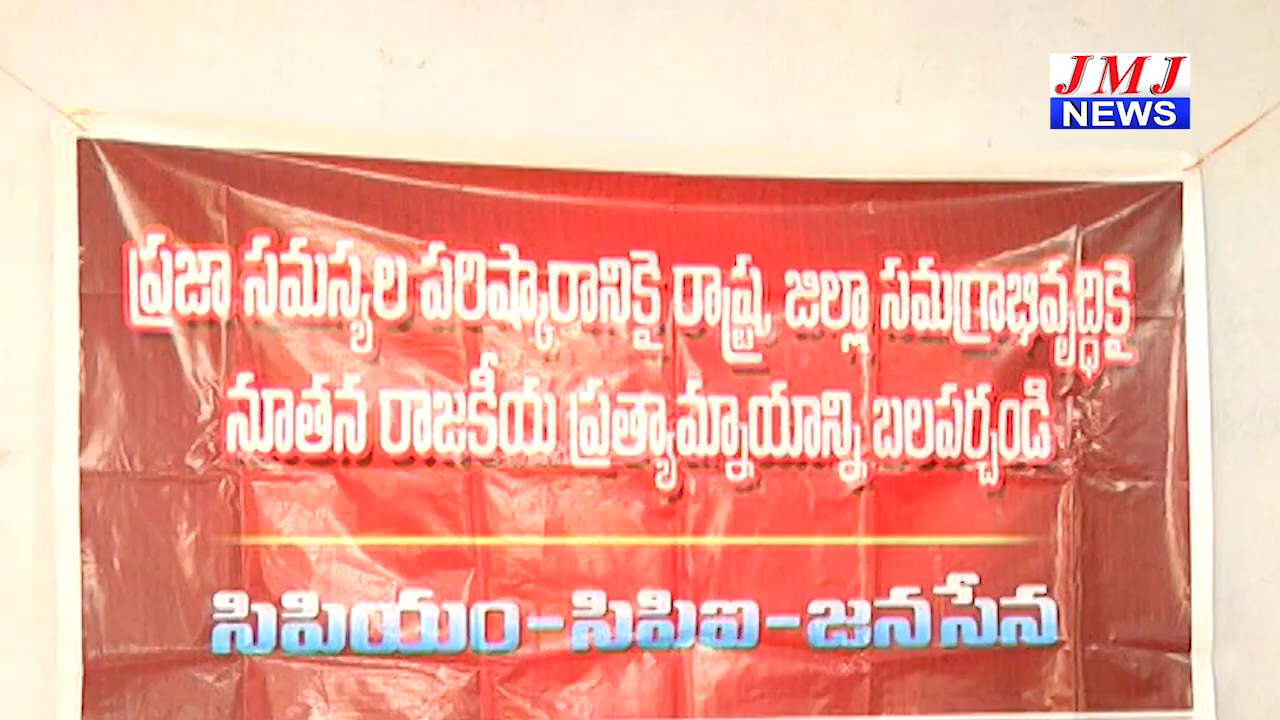 JMJ
NEWS
ప్రజా సమస్యల పరిష్కారానికై రాష్ట్ర, జిల్లా సమగ్రాభివృద్ధికై
నూతన రాజకీయ ప్రత్యామ్నాయాన్ని బలపర్చండి
సిపియం-సిపిఐ-జనసేన